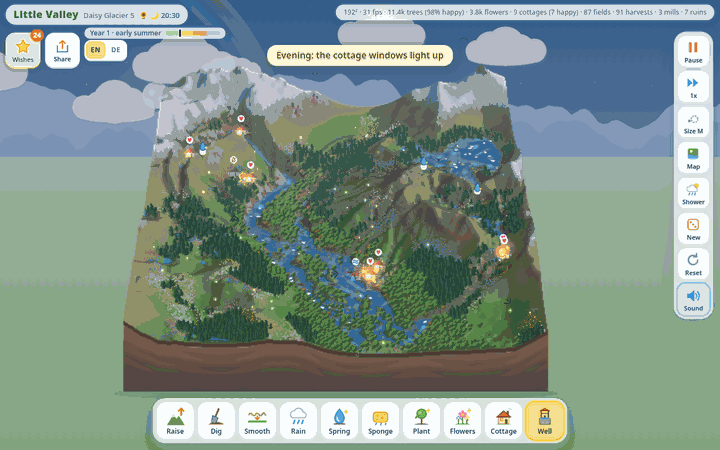 Little Valley Daisy Glacier 5 20:30
192² · 31 fps · 11.4k trees (98% happy) · 3.8k flowers · 9 cottages (7 happy) · 87 fields · 91 harvests · 3 mills · 7 ruins
Year 1 · early summer
24
Wishes
Share
EN DE
Evening: the cottage windows light up
Pause
1x
Size M
Map
Shower
New
Reset
Sound
Raise Dig Smooth Rain Spring Sponge Plant Flowers Cottage Well